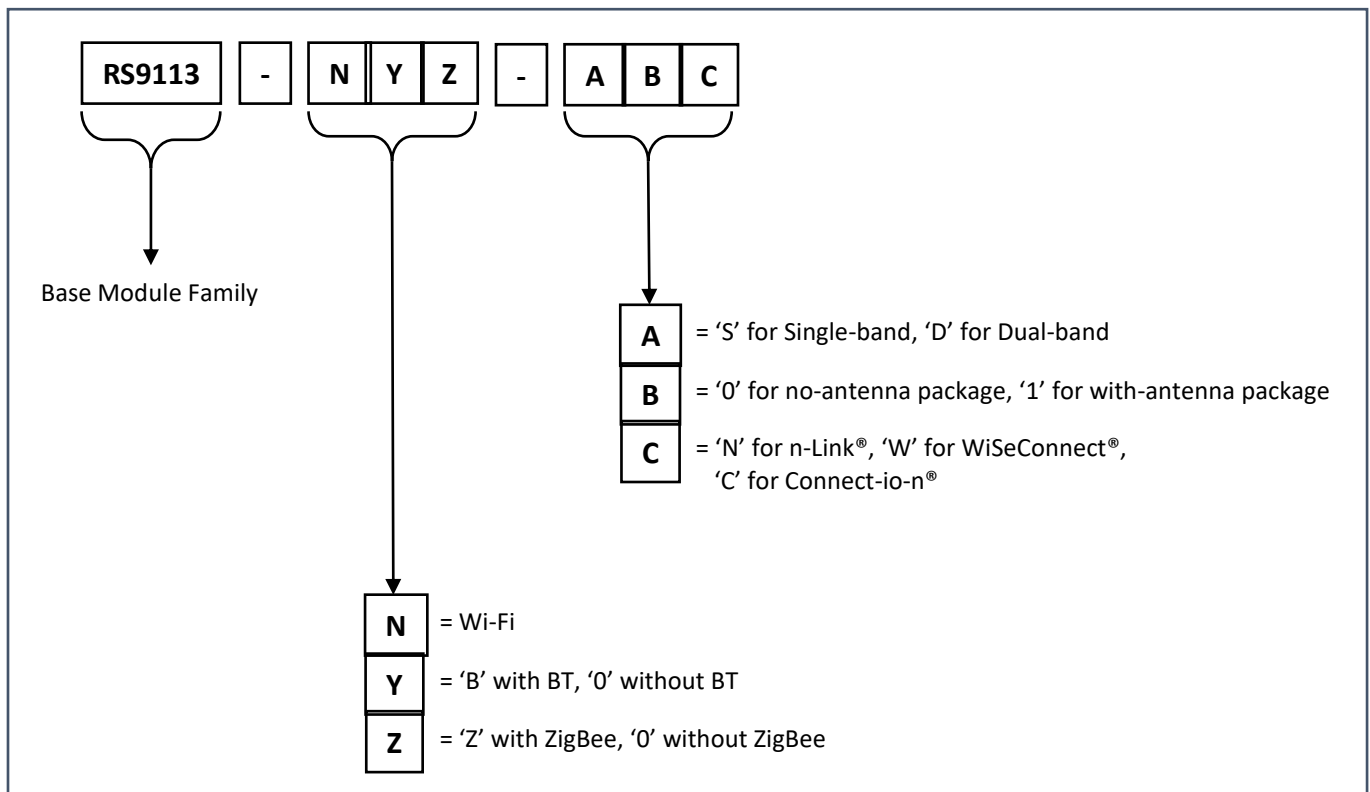 RS9113 - N Y Z - A B C
Base Module Family
A = ‘S’ for Single-band, ‘D’ for Dual-band
B = ‘0’ for no-antenna package, ‘1’ for with-antenna package
C = ‘N’ for n-Link®, ‘W’ for WiSeConnect®,
‘C’ for Connect-io-n®
N = Wi-Fi
Y = ‘B’ with BT, ‘0’ without BT
Z = ‘Z’ with ZigBee, ‘0’ without ZigBee